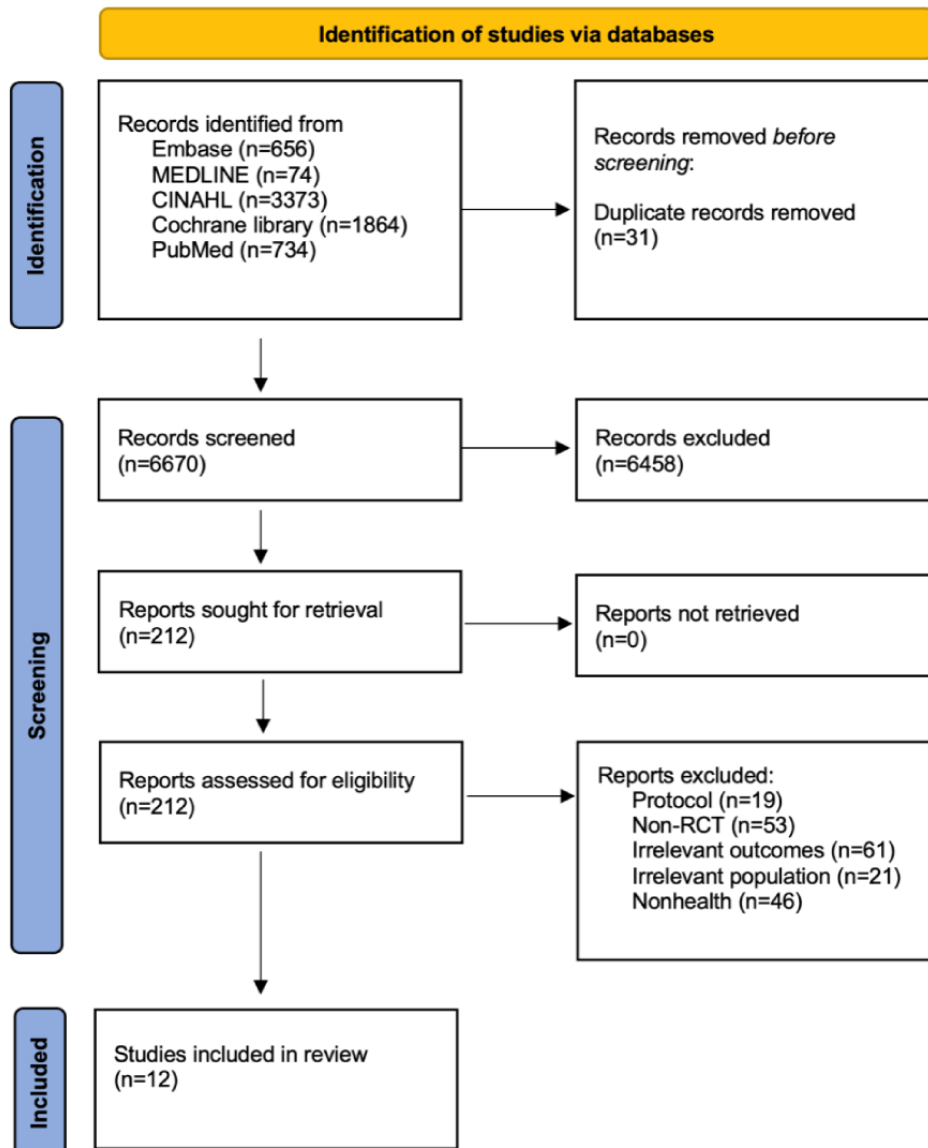 Identification of studies via databases
Identification
Records identified from
Embase (n=656)
MEDLINE (n=74)
CINAHL (n=3373)
Cochrane library (n=1864)
PubMed (n=734)
Records removed before
screening:
Duplicate records removed
(n=31)
Screening
Records screened
(n=6670)
Records excluded
(n=6458)
Reports sought for retrieval
(n=212)
Reports not retrieved
(n=0)
Reports assessed for eligibility
(n=212)
Reports excluded:
Protocol (n=19)
Non-RCT (n=53)
Irrelevant outcomes (n=61)
Irrelevant population (n=21)
Nonhealth (n=46)
Included
Studies included in review
(n=12)